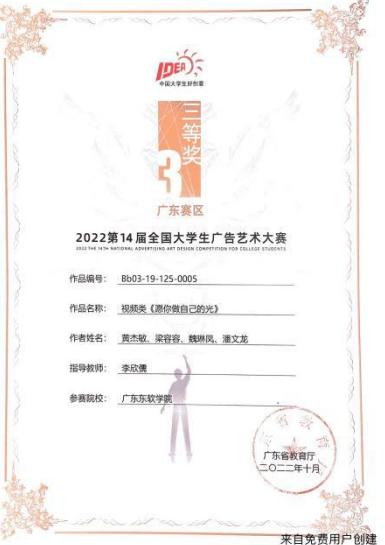 IDEA
中国大学生好创意
三等奖
3
广东赛区
2022第14届全国大学生广告艺术大赛
2022 THE 14TH NATIONAL ADVERTISING ART DESIGN COMPETITION FOR COLLEGE STUDENTS
作品编号： Bb03-19-125-0005
作品名称： 视频类《愿你做自己的光》
作者姓名： 黄杰敏、梁容容、魏琳凤、潘文龙
指导教师： 李欣儒
参赛院校： 广东东软学院
广东省教育厅
二〇二二年十月
来自免费用户创建